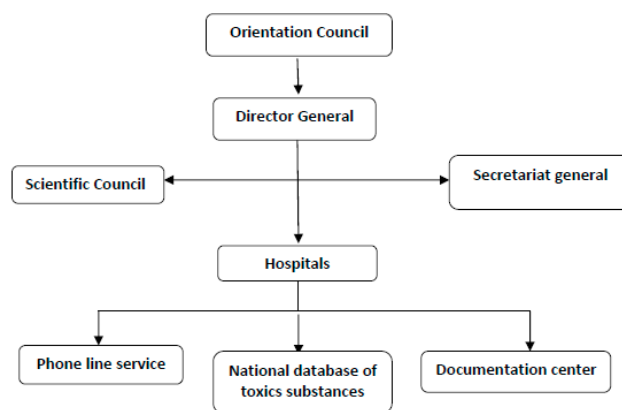 Orientation Council
Director General
Scientific Council
Secretariat general
Hospitals
Phone line service
National database of
toxics substances
Documentation center